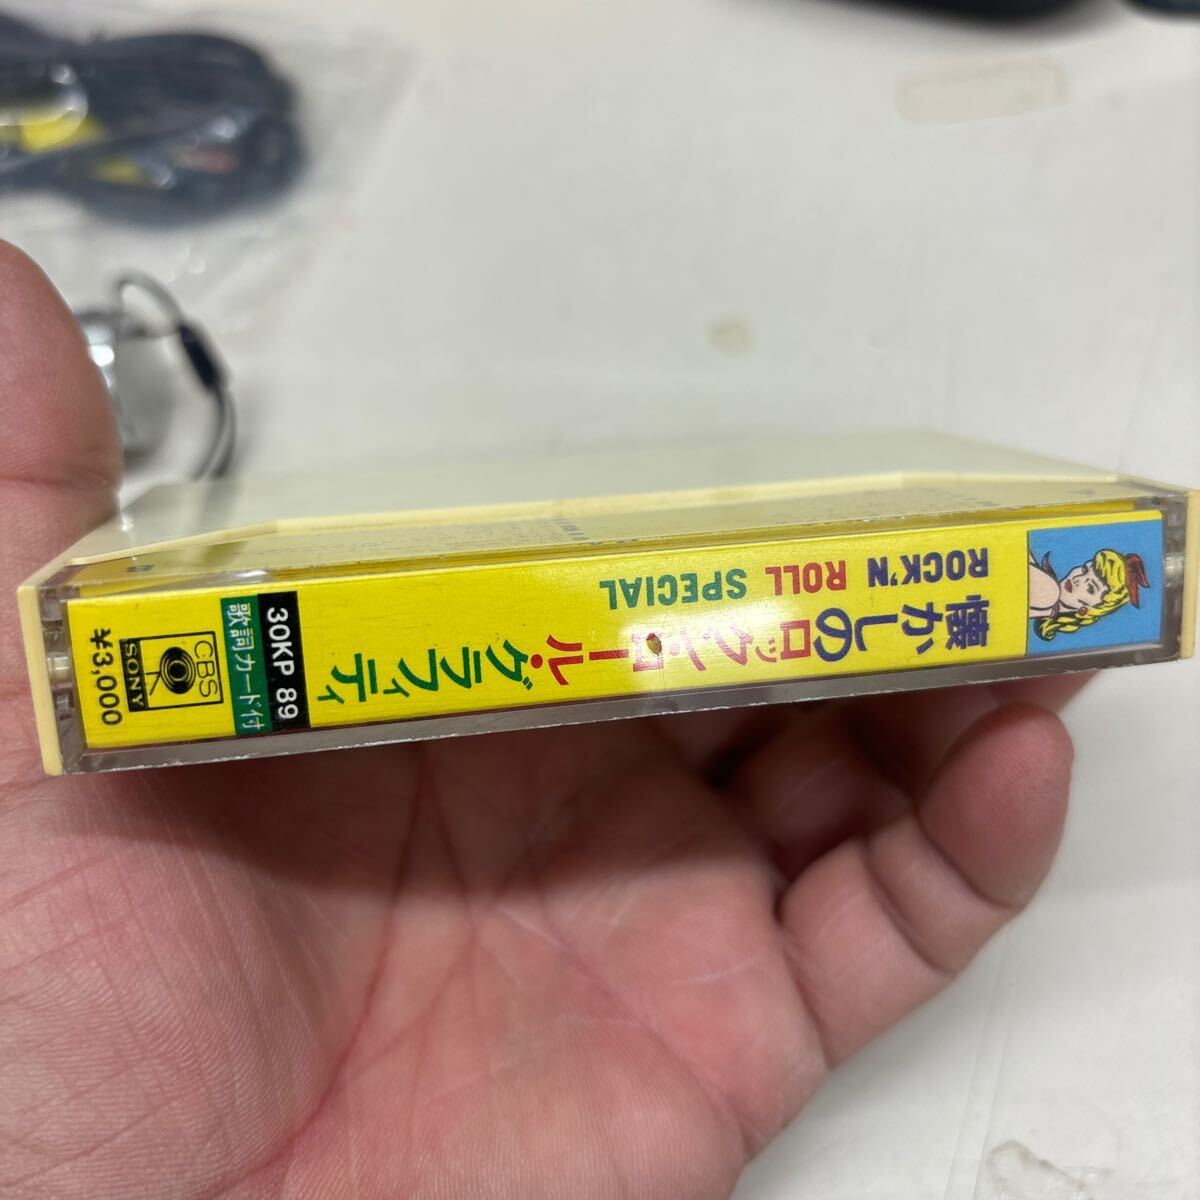 懐かしのロックン・ロール・グラフィティ
ROCK'N ROLL SPECIAL
30KP 89
歌詞カード付
CBS
SONY
¥3,000